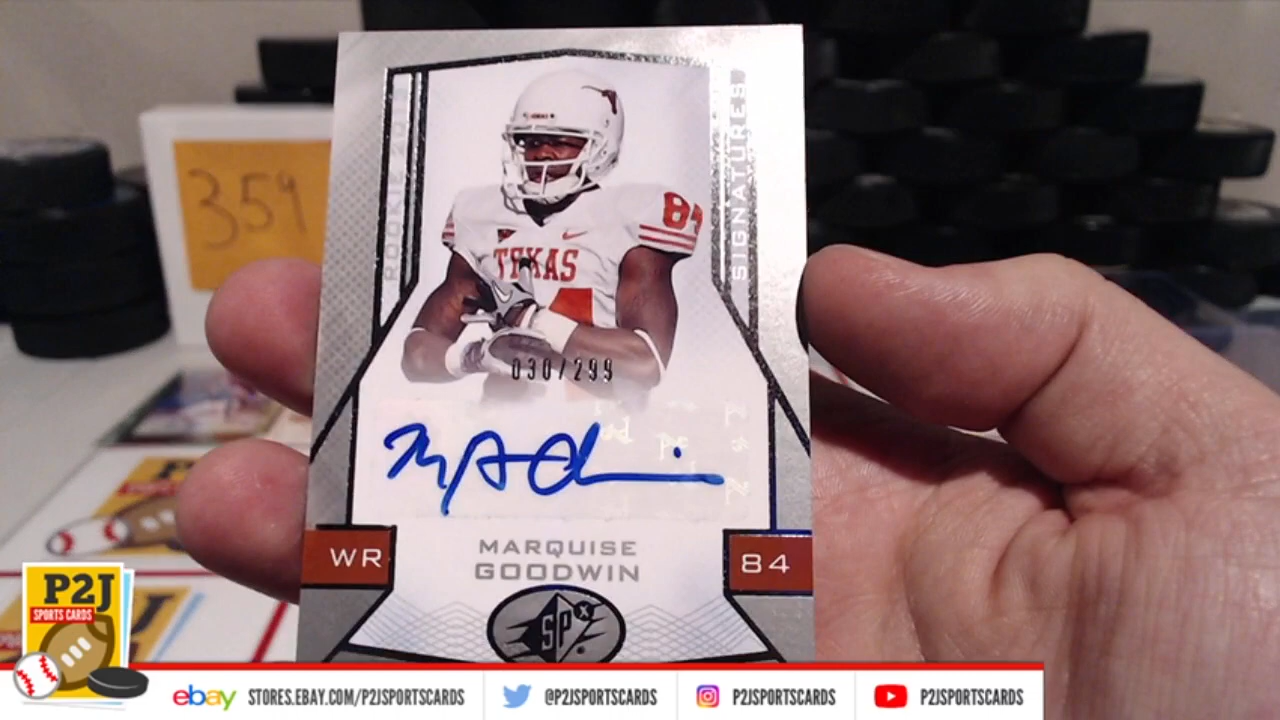 359
SIGNATURES
84
TEXAS
030/299
WR
MARQUISE
GOODWIN
84
SPx
P2J
SPORTS CARDS
ebay STORES.EBAY.COM/P2JSPORTSCARDS
@P2JSPORTSCARDS
P2JSPORTSCARDS
P2JSPORTSCARDS